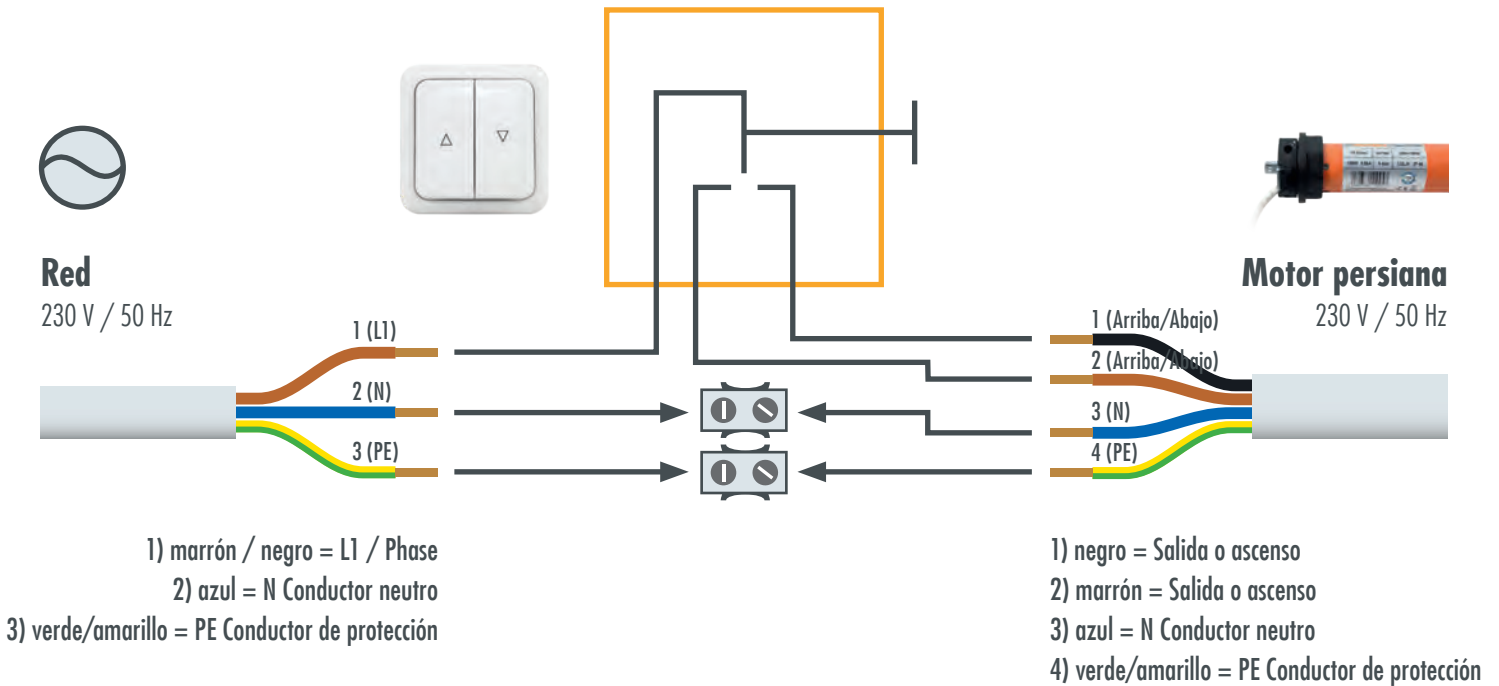 Red
230 V / 50 Hz
1 (L1)
2 (N)
3 (PE)
1) marrón / negro = L1 / Phase
2) azul = N Conductor neutro
3) verde/amarillo = PE Conductor de protección
Motor persiana
230 V / 50 Hz
1 (Arriba/Abajo)
2 (Arriba/Abajo)
3 (N)
4 (PE)
1) negro = Salida o ascenso
2) marrón = Salida o ascenso
3) azul = N Conductor neutro
4) verde/amarillo = PE Conductor de protección